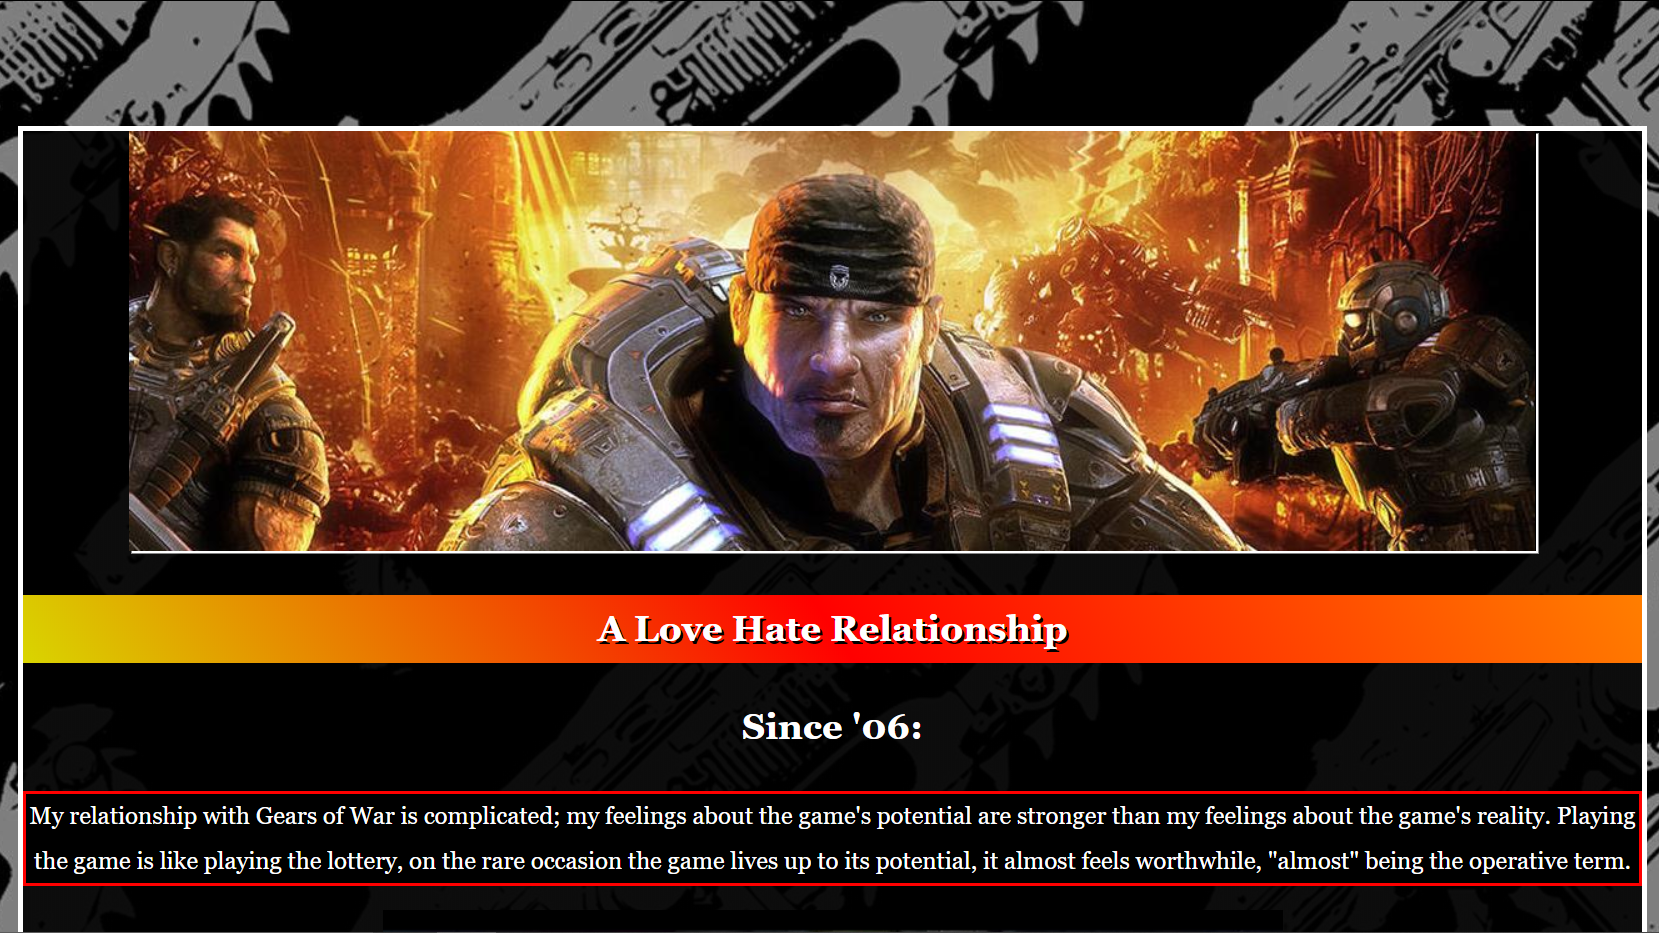 A Love Hate Relationship
Since '06:
My relationship with Gears of War is complicated; my feelings about the game's potential are stronger than my feelings about the game's reality. Playing
the game is like playing the lottery, on the rare occasion the game lives up to its potential, it almost feels worthwhile, "almost" being the operative term.